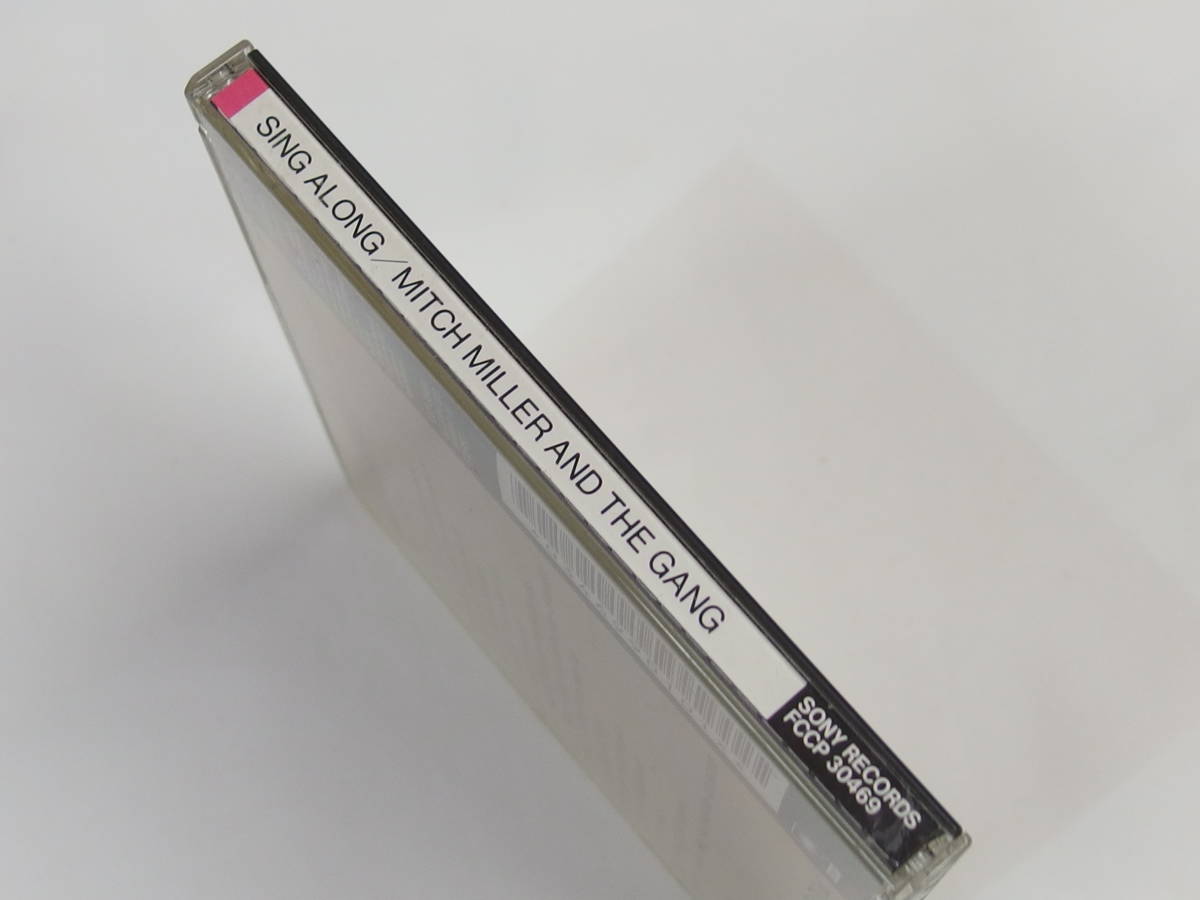 SING ALONG/MITCH MILLER AND THE GANG
SONY RECORDS
FCCP 30469